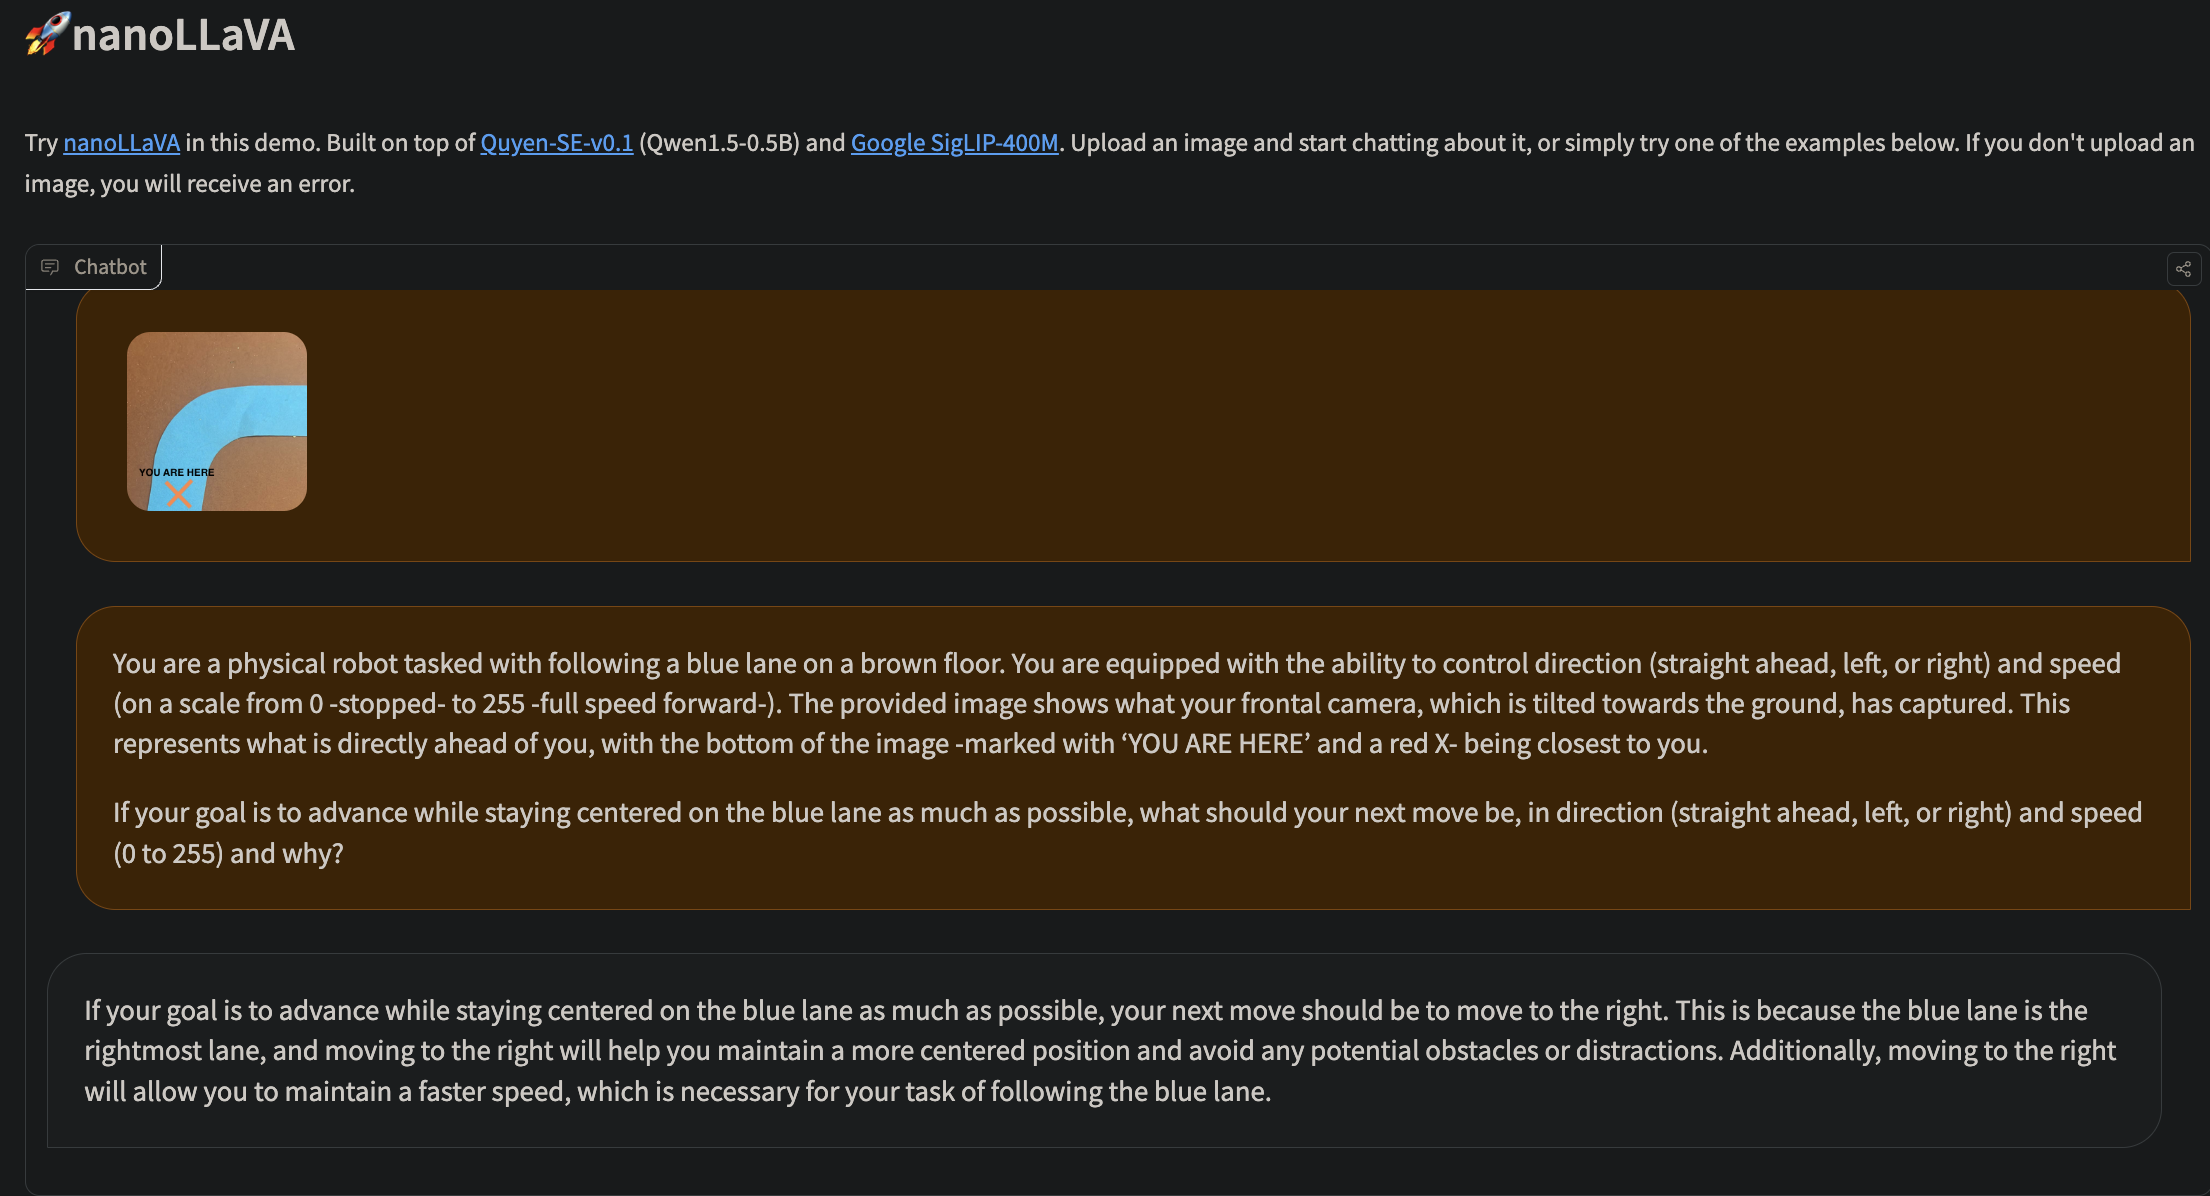 🚀nanoLLaVA
Try nanoLLaVA in this demo. Built on top of Quyen-SE-v0.1 (Qwen1.5-0.5B) and Google SigLIP-400M. Upload an image and start chatting about it, or simply try one of the examples below. If you don't upload an
image, you will receive an error.
Chatbot
YOU ARE HERE
You are a physical robot tasked with following a blue lane on a brown floor. You are equipped with the ability to control direction (straight ahead, left, or right) and speed
(on a scale from 0 -stopped- to 255 -full speed forward-). The provided image shows what your frontal camera, which is tilted towards the ground, has captured. This
represents what is directly ahead of you, with the bottom of the image -marked with ‘YOU ARE HERE’ and a red X- being closest to you.
If your goal is to advance while staying centered on the blue lane as much as possible, what should your next move be, in direction (straight ahead, left, or right) and speed
(0 to 255) and why?
If your goal is to advance while staying centered on the blue lane as much as possible, your next move should be to move to the right. This is because the blue lane is the
rightmost lane, and moving to the right will help you maintain a more centered position and avoid any potential obstacles or distractions. Additionally, moving to the right
will allow you to maintain a faster speed, which is necessary for your task of following the blue lane.